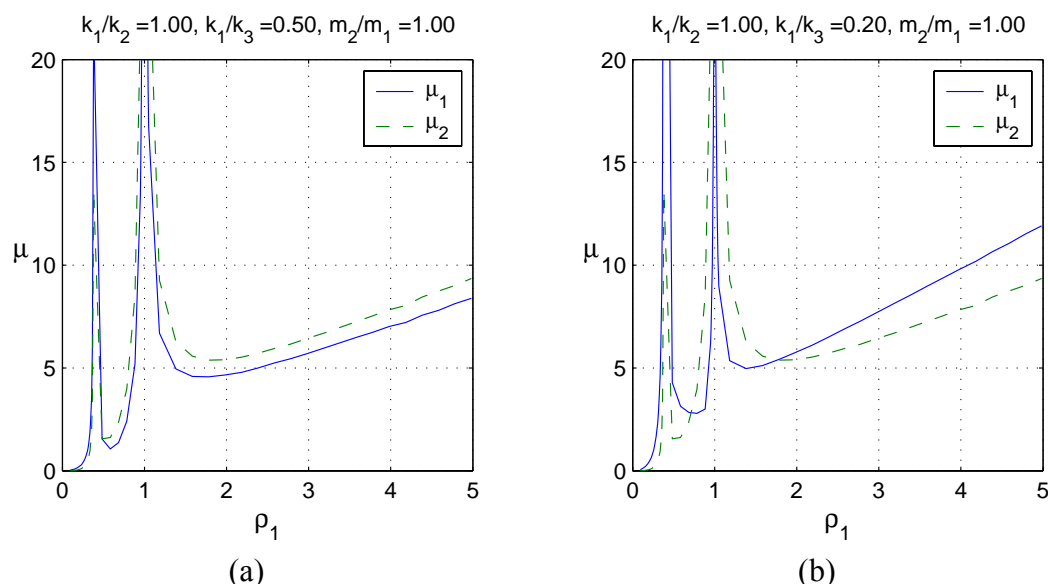 k₁/k₂ =1.00, k₁/k₃ =0.50, m₂/m₁ =1.00
20
15
10
5
0
μ
μ₁
μ₂
0 1 2 3 4 5
ρ₁
(a)
k₁/k₂ =1.00, k₁/k₃ =0.20, m₂/m₁ =1.00
20
15
10
5
0
μ
μ₁
μ₂
0 1 2 3 4 5
ρ₁
(b)